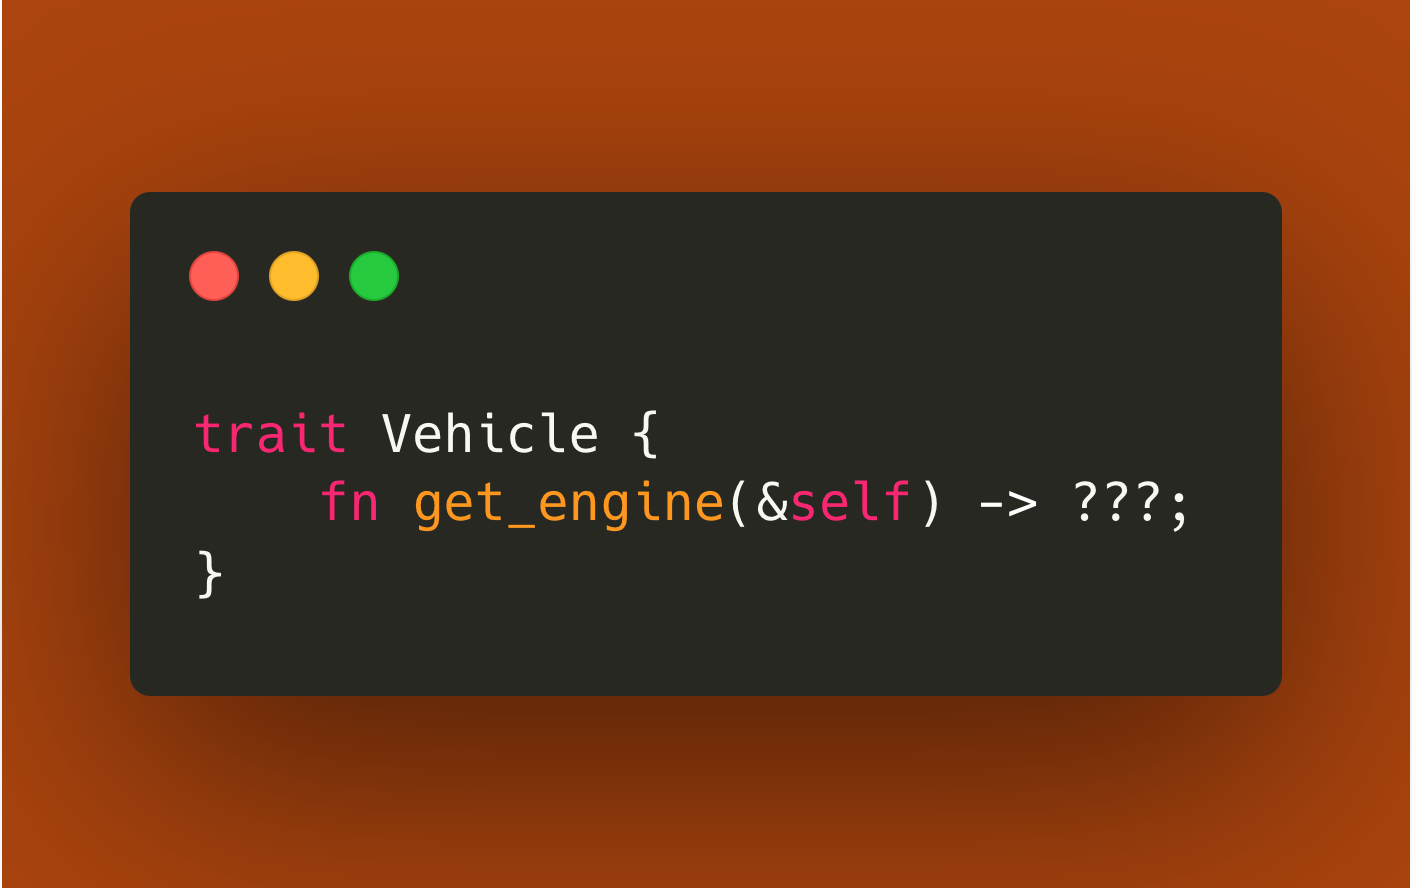 trait Vehicle {
    fn get_engine(&self) -> ???;
}